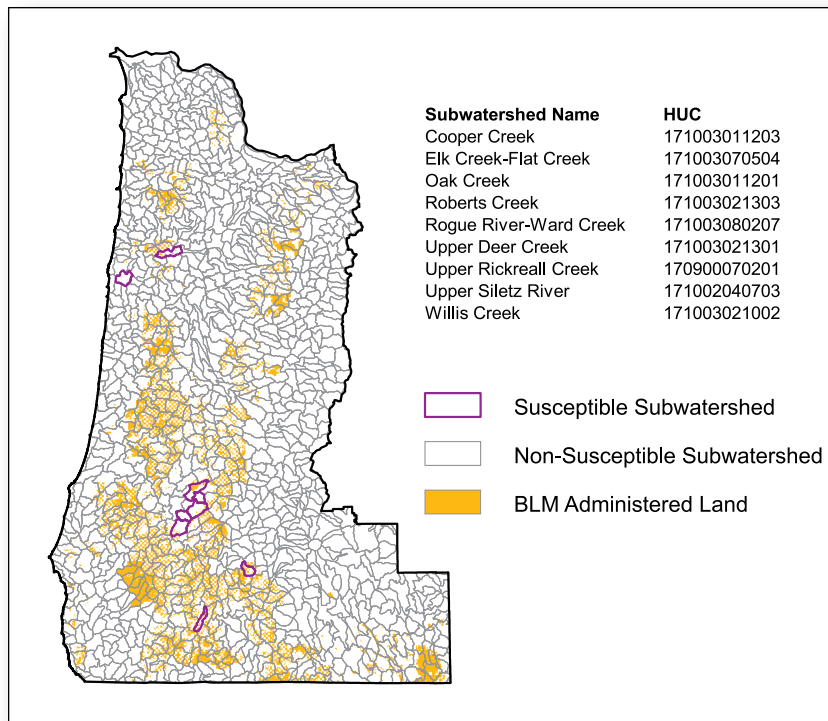 Subwatershed Name HUC
Cooper Creek 171003011203
Elk Creek-Flat Creek 171003070504
Oak Creek 171003011201
Roberts Creek 171003021303
Rogue River-Ward Creek 171003080207
Upper Deer Creek 171003021301
Upper Rickreall Creek 170900070201
Upper Siletz River 171002040703
Willis Creek 171003021002
Susceptible Subwatershed
Non-Susceptible Subwatershed
BLM Administered Land